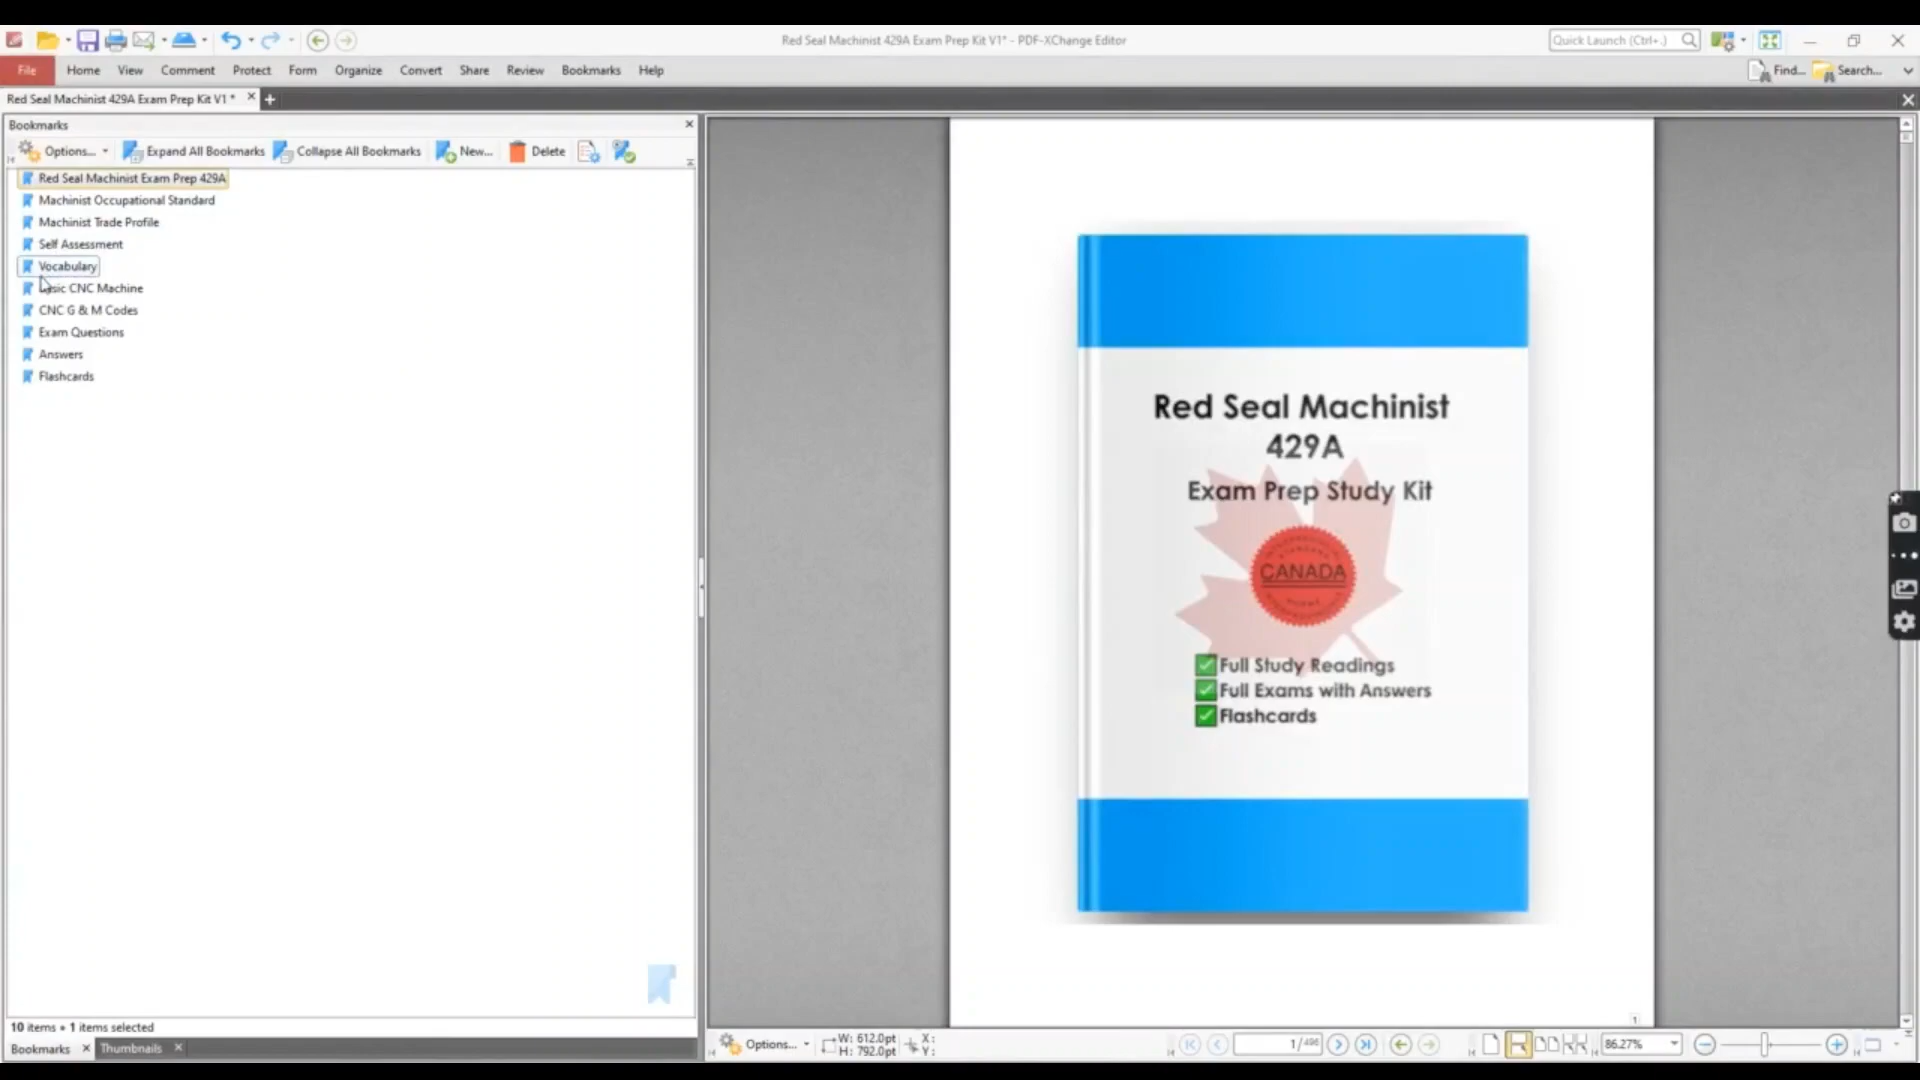 Red Seal Machinist 429A Exam Prep Kit V1* - PDF-XChange Editor
Quick Launch (Ctrl+.)
File Home View Comment Protect Form Organize Convert Share Review Bookmarks Help
Find... Search...
Red Seal Machinist 429A Exam Prep Kit V1 *
Bookmarks
Options... Expand All Bookmarks Collapse All Bookmarks New... Delete
Red Seal Machinist Exam Prep 429A
Machinist Occupational Standard
Machinist Trade Profile
Self Assessment
Vocabulary
Basic CNC Machine
CNC G & M Codes
Exam Questions
Answers
Flashcards
Red Seal Machinist
429A
Exam Prep Study Kit
CANADA
Full Study Readings
Full Exams with Answers
Flashcards
1
10 items • 1 items selected
Bookmarks Thumbnails
Options...
W: 612.0pt
H: 792.0pt
X:
Y:
1/496
86.27%